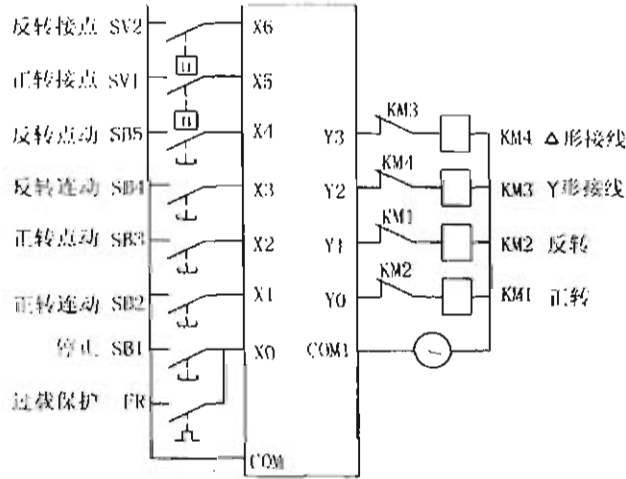 反转接点 SV2 X6
正转接点 SV1 X5
反转点动 SB5 X4
反转连动 SB4 X3
正转点动 SB3 X2
正转连动 SB2 X1
停止 SB1 X0
过载保护 FR
COM
Y3 KM3 KM4 Δ形接线
Y2 KM4 KM3 Y形接线
Y1 KM1 KM2 反转
Y0 KM2 KM1 正转
COM1